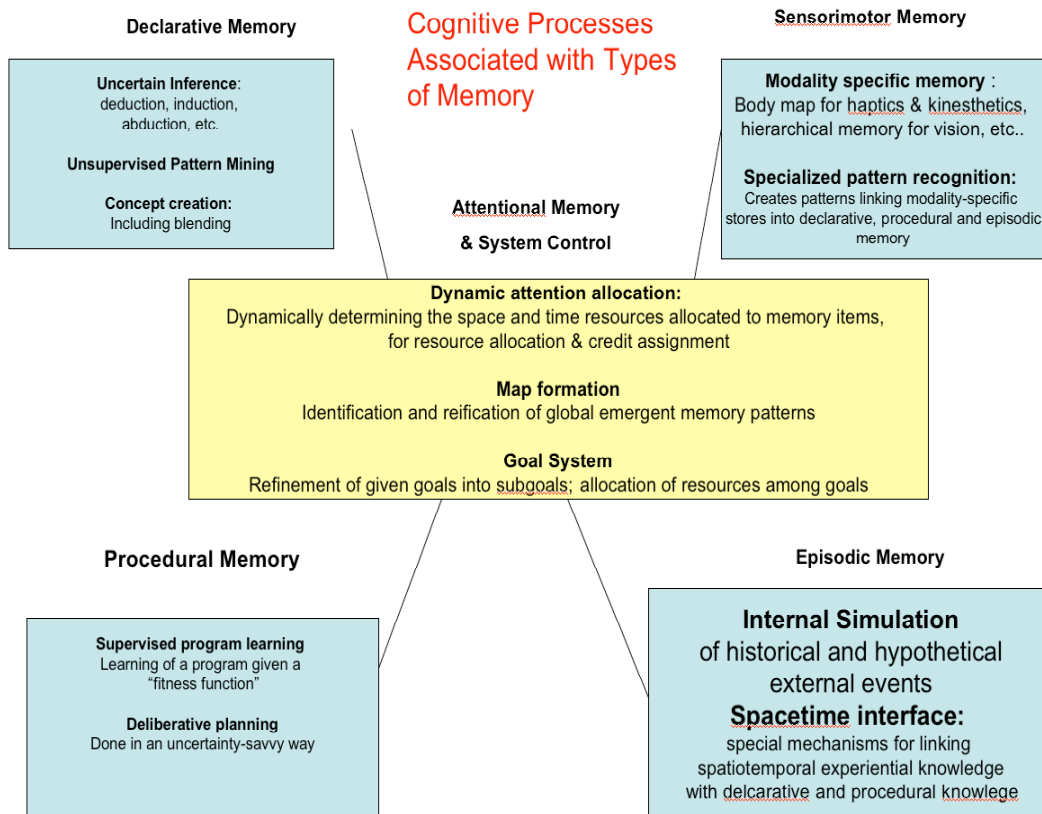 Cognitive Processes
Associated with Types
of Memory
Declarative Memory
Uncertain Inference:
deduction, induction,
abduction, etc.
Unsupervised Pattern Mining
Concept creation:
Including blending
Sensorimotor Memory
Modality specific memory :
Body map for haptics & kinesthetics,
hierarchical memory for vision, etc..
Specialized pattern recognition:
Creates patterns linking modality-specific
stores into declarative, procedural and episodic
memory
Attentional Memory
& System Control
Dynamic attention allocation:
Dynamically determining the space and time resources allocated to memory items,
for resource allocation & credit assignment
Map formation
Identification and reification of global emergent memory patterns
Goal System
Refinement of given goals into subgoals; allocation of resources among goals
Procedural Memory
Supervised program learning
Learning of a program given a
“fitness function”
Deliberative planning
Done in an uncertainty-savvy way
Episodic Memory
Internal Simulation
of historical and hypothetical
external events
Spacetime interface:
special mechanisms for linking
spatiotemporal experiential knowledge
with delcarative and procedural knowlege